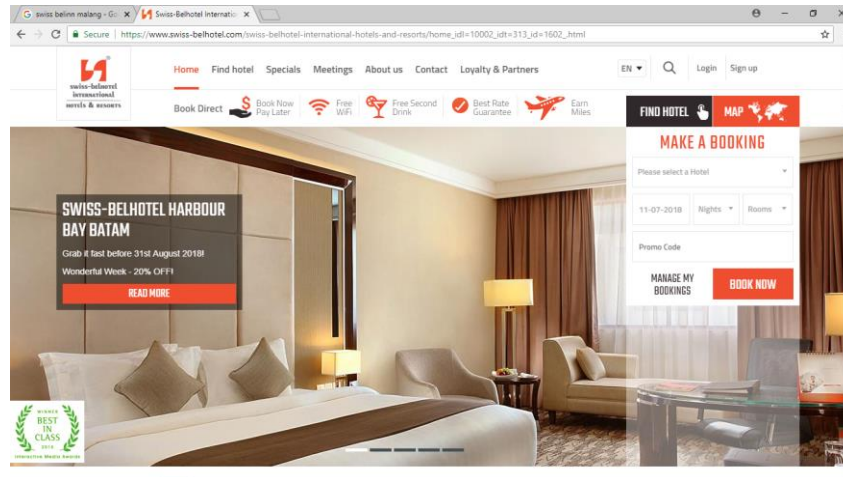 swiss belinn malang - Go
Swiss-Belhotel Internatio
Secure | https://www.swiss-belhotel.com/swiss-belhotel-international-hotels-and-resorts/home_idl=10002_idt=313_id=1602_.html
swiss-belhotel
international
hotels & resorts
Home Find hotel Specials Meetings About us Contact Loyalty & Partners
EN
Login Sign up
Book Direct
Book Now
Pay Later
Free
WiFi
Free Second
Drink
Best Rate
Guarantee
Earn
Miles
FIND HOTEL
MAP
MAKE A BOOKING
Please select a Hotel
11-07-2018 Nights Rooms
Promo Code
MANAGE MY
BOOKINGS
BOOK NOW
SWISS-BELHOTEL HARBOUR
BAY BATAM
Grab it fast before 31st August 2018!
Wonderful Week - 20% OFF!
READ MORE
WINNER
BEST
IN
CLASS
Interactive Media Awards